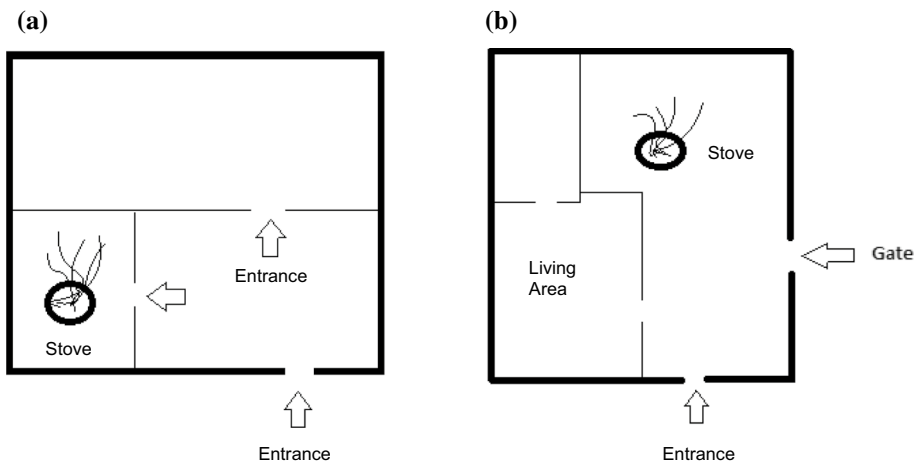 (a)
Entrance
Stove
Entrance
(b)
Stove
Gate
Living
Area
Entrance